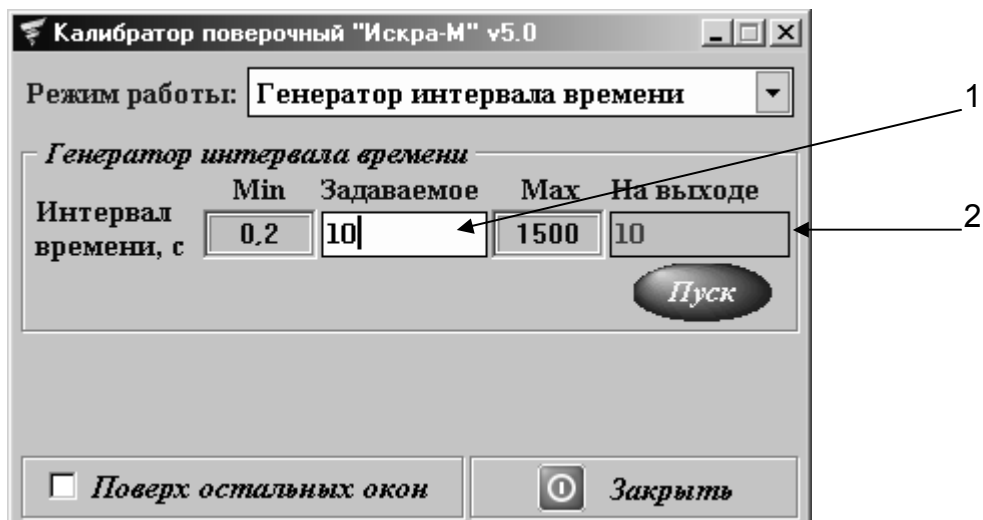 Калибратор поверочный "Искра-М" v5.0
Режим работы: Генератор интервала времени
1
Генератор интервала времени
Min Задаваемое Max На выходе
Интервал
времени, с 0,2 10 1500 10
2
Пуск
Поверх остальных окон Закрыть